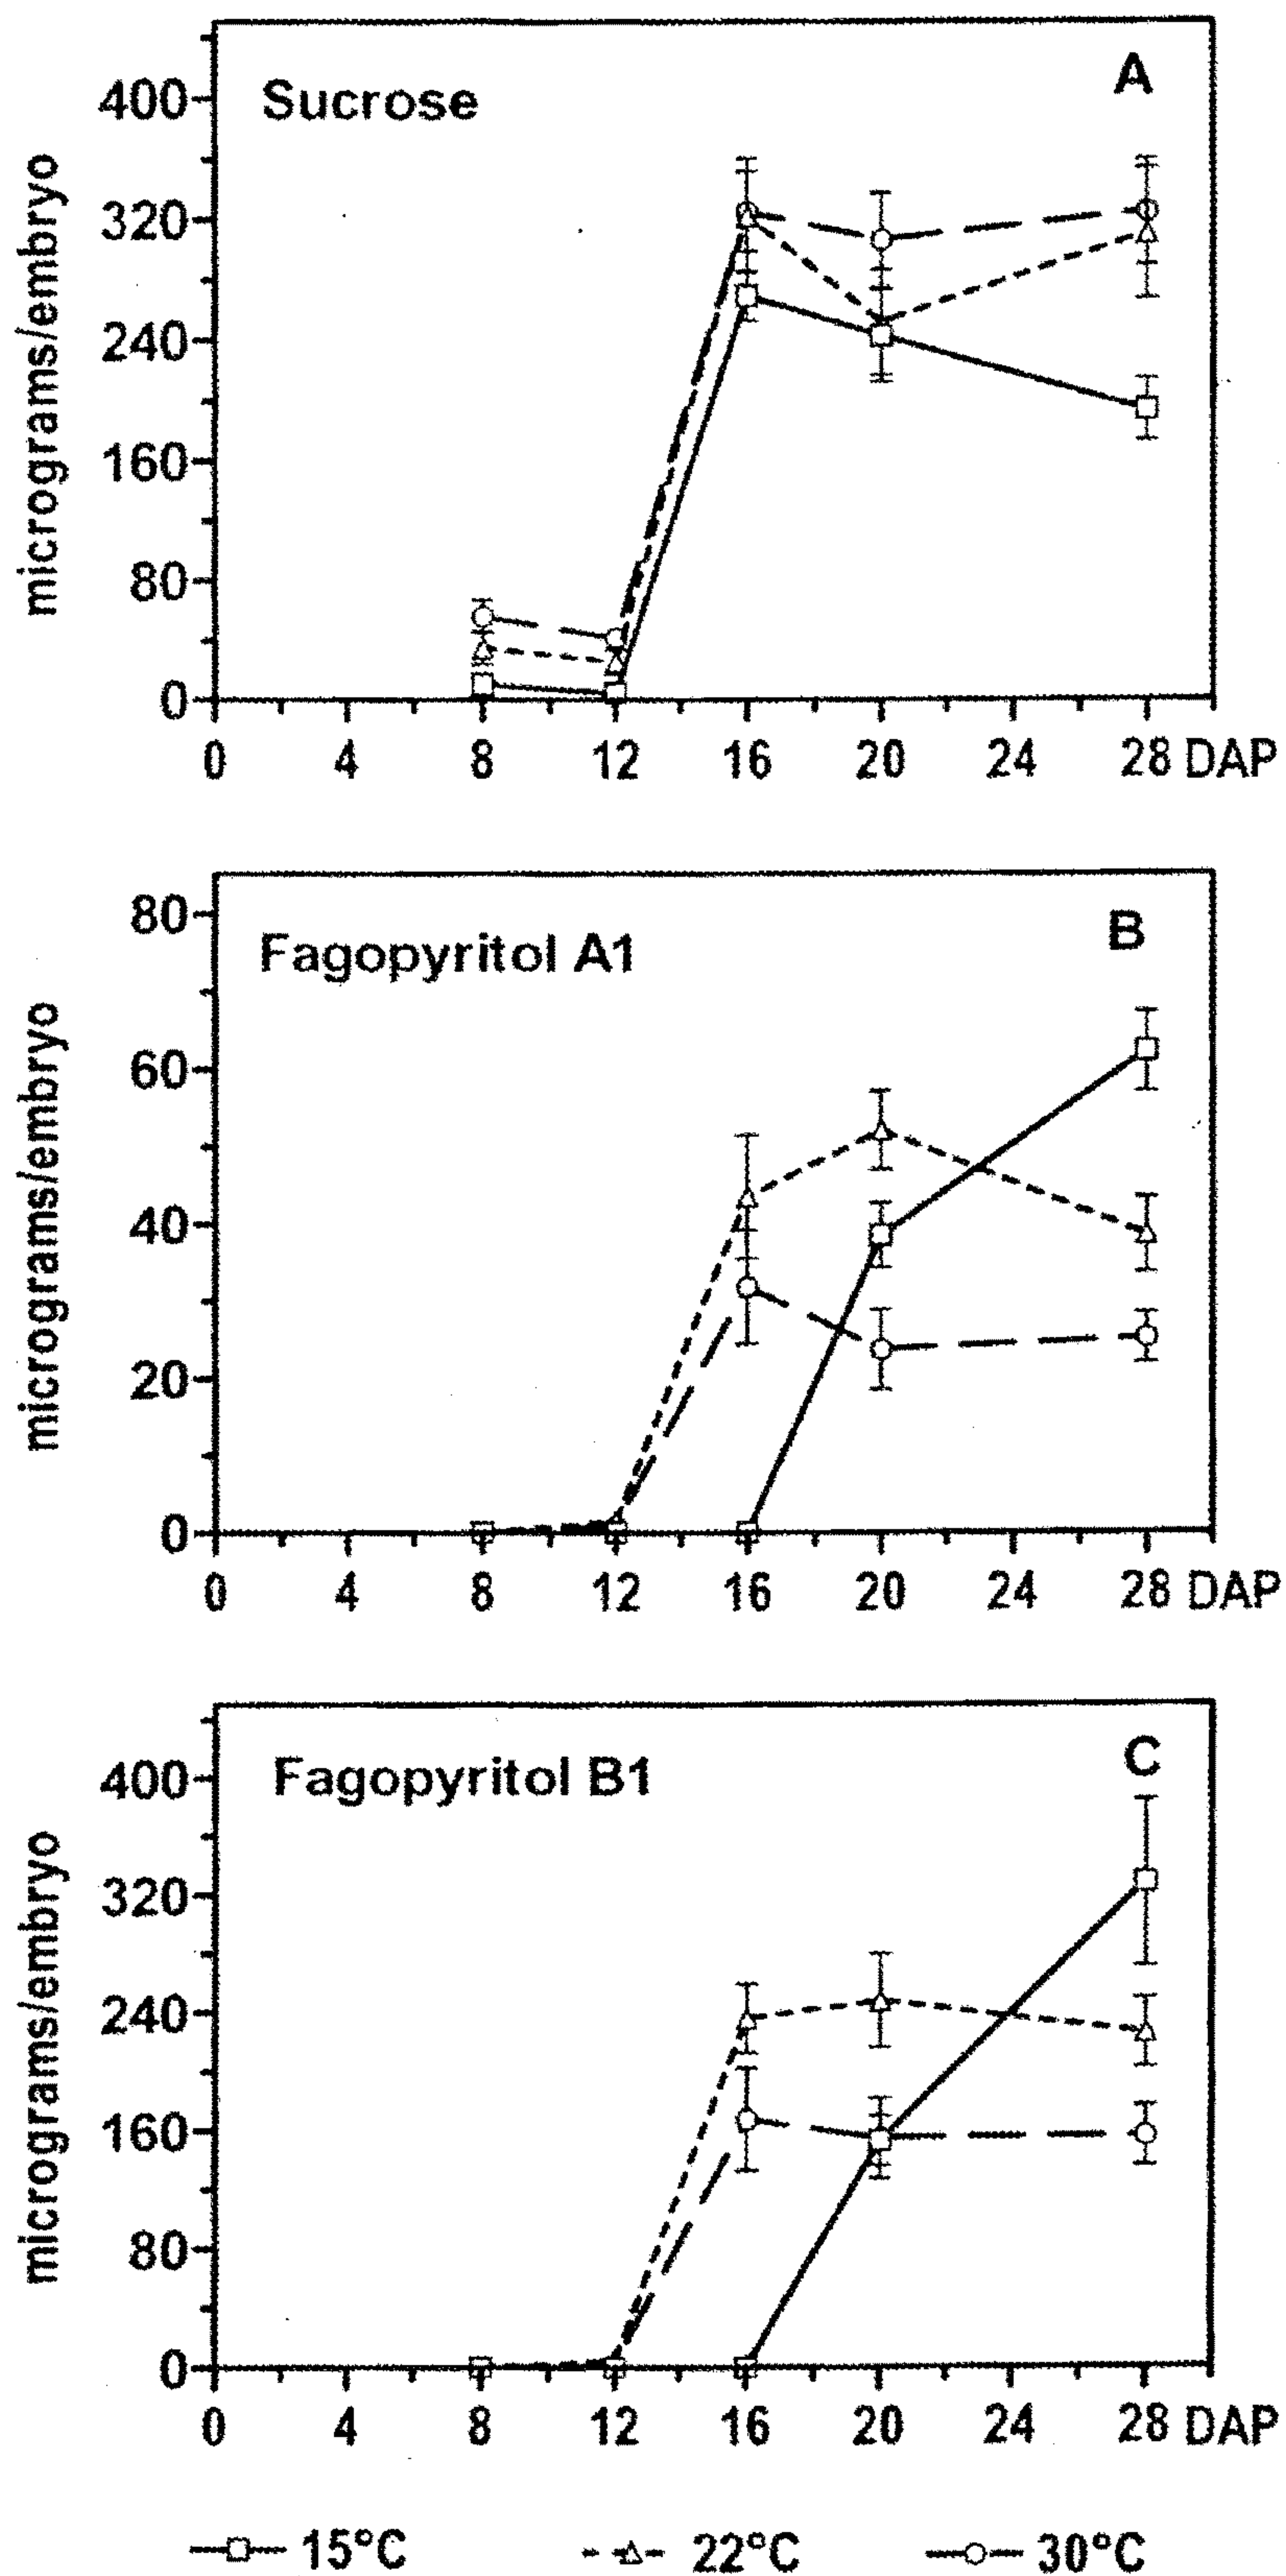 Sucrose
A
400
320
240
160
80
0
micrograms/embryo
0 4 8 12 16 20 24 28 DAP
Fagopyritol A1
B
80
60
40
20
0
micrograms/embryo
0 4 8 12 16 20 24 28 DAP
Fagopyritol B1
C
400
320
240
160
80
0
micrograms/embryo
0 4 8 12 16 20 24 28 DAP
15°C 22°C 30°C